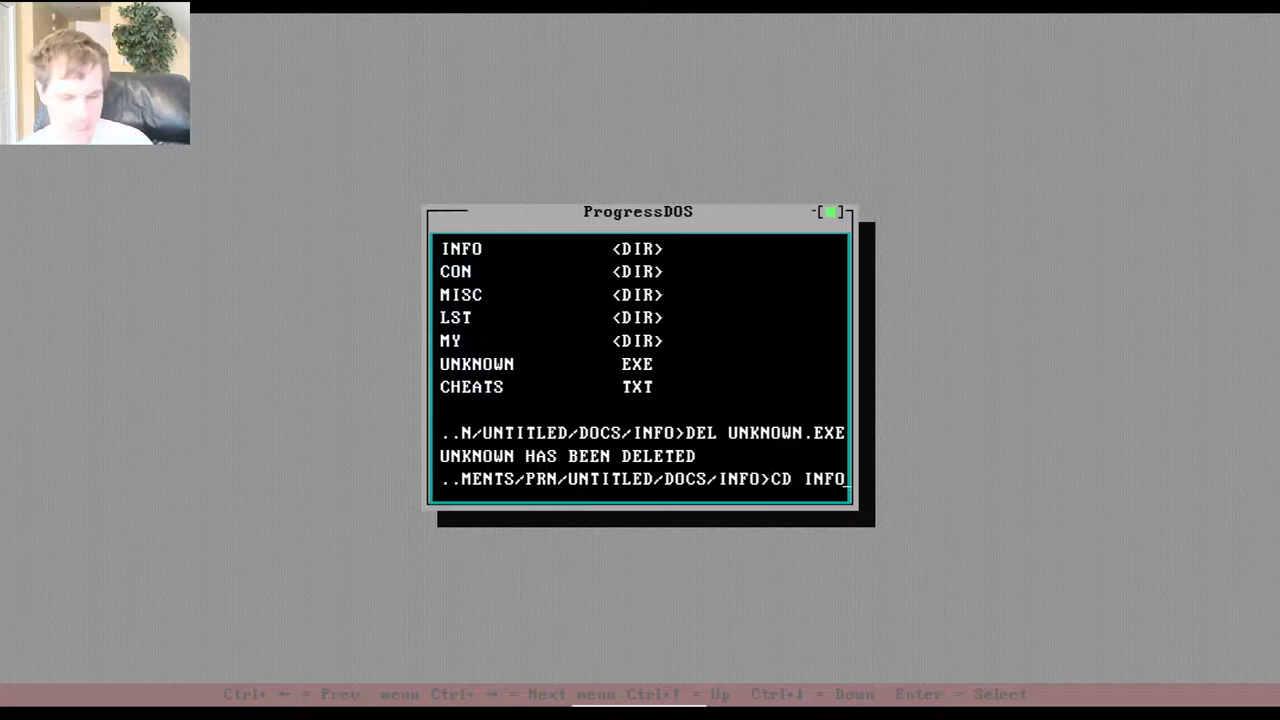 ProgressDOS
INFO <DIR>
CON <DIR>
MISC <DIR>
LST <DIR>
MY <DIR>
UNKNOWN EXE
CHEATS TXT
..N/UNTITLED/DOCS/INFO>DEL UNKNOWN.EXE
UNKNOWN HAS BEEN DELETED
..MENTS/PRN/UNTITLED/DOCS/INFO>CD INFO_
Ctrl+ ← = Prev. menu Ctrl+ → = Next menu Ctrl+↑ = Up Ctrl+↓ = Down Enter = Select